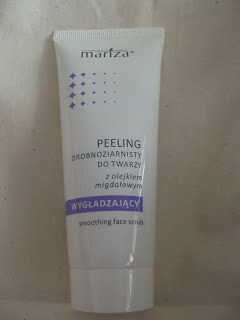 mariza®
PEELING
DROBNOZIARNISTY
DO TWARZY
z olejkiem
migdałowym
WYGŁADZAJĄCY
smoothing face scrub